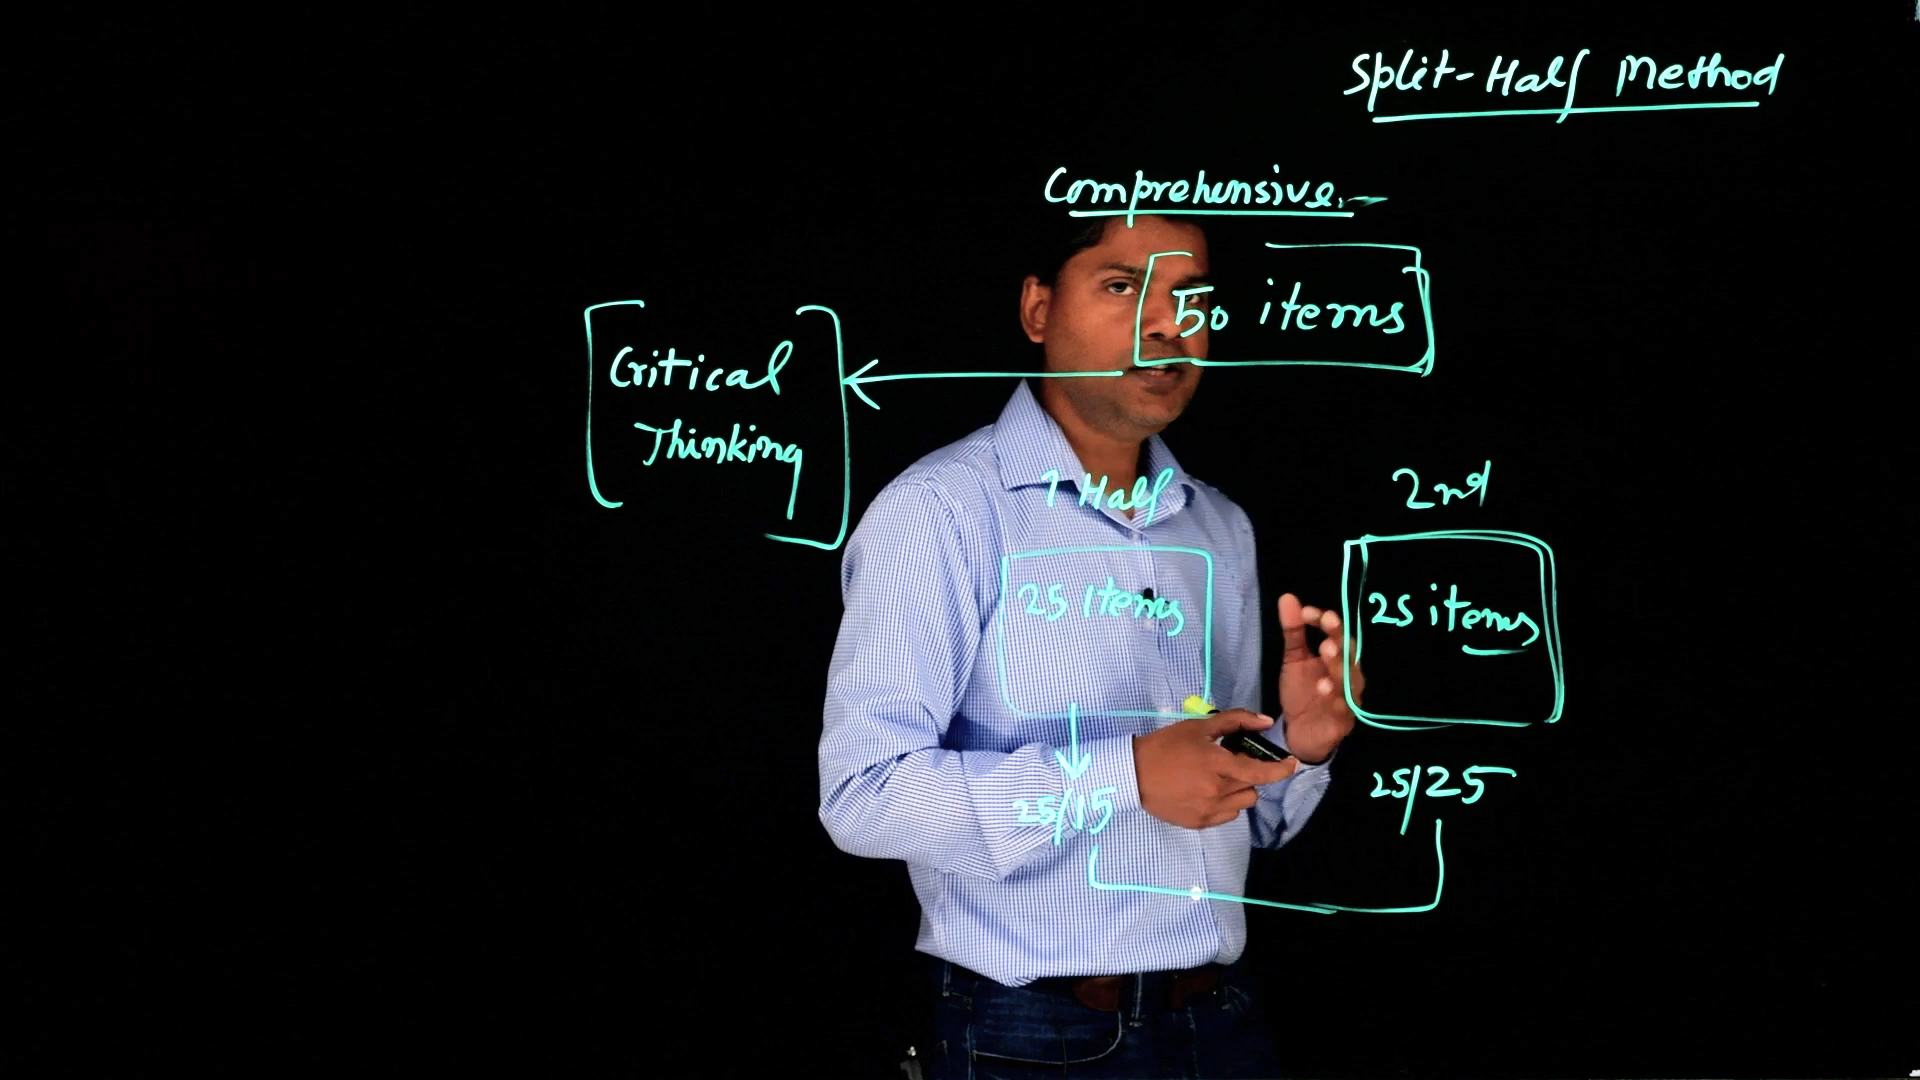 Split-Half Method
Comprehensive
50 items
Critical
Thinking
1 Half
2nd
25 Items
25 items
25/15
25/25